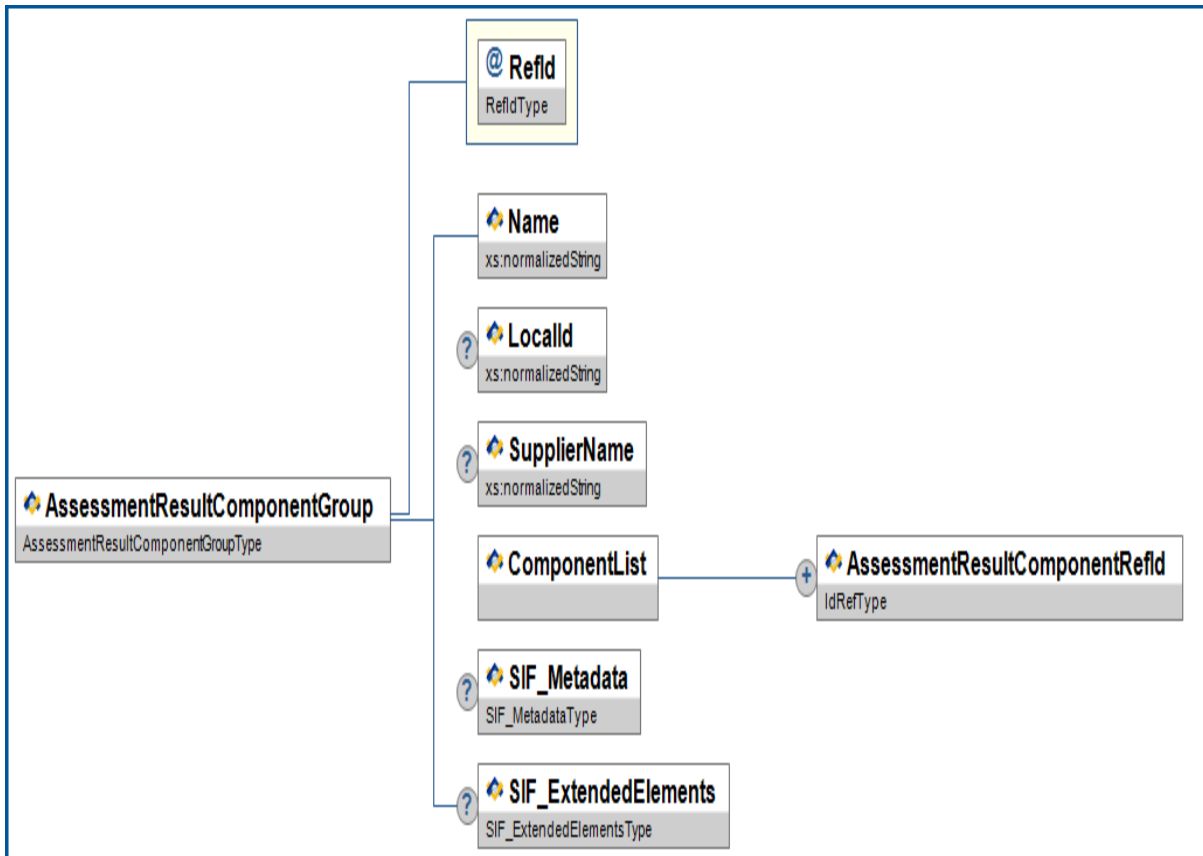 @ RefId
RefIdType
Name
xs:normalizedString
? LocalId
xs:normalizedString
? SupplierName
xs:normalizedString
AssessmentResultComponentGroup
AssessmentResultComponentGroupType
ComponentList
+ AssessmentResultComponentRefId
IdRefType
? SIF_Metadata
SIF_MetadataType
? SIF_ExtendedElements
SIF_ExtendedElementsType